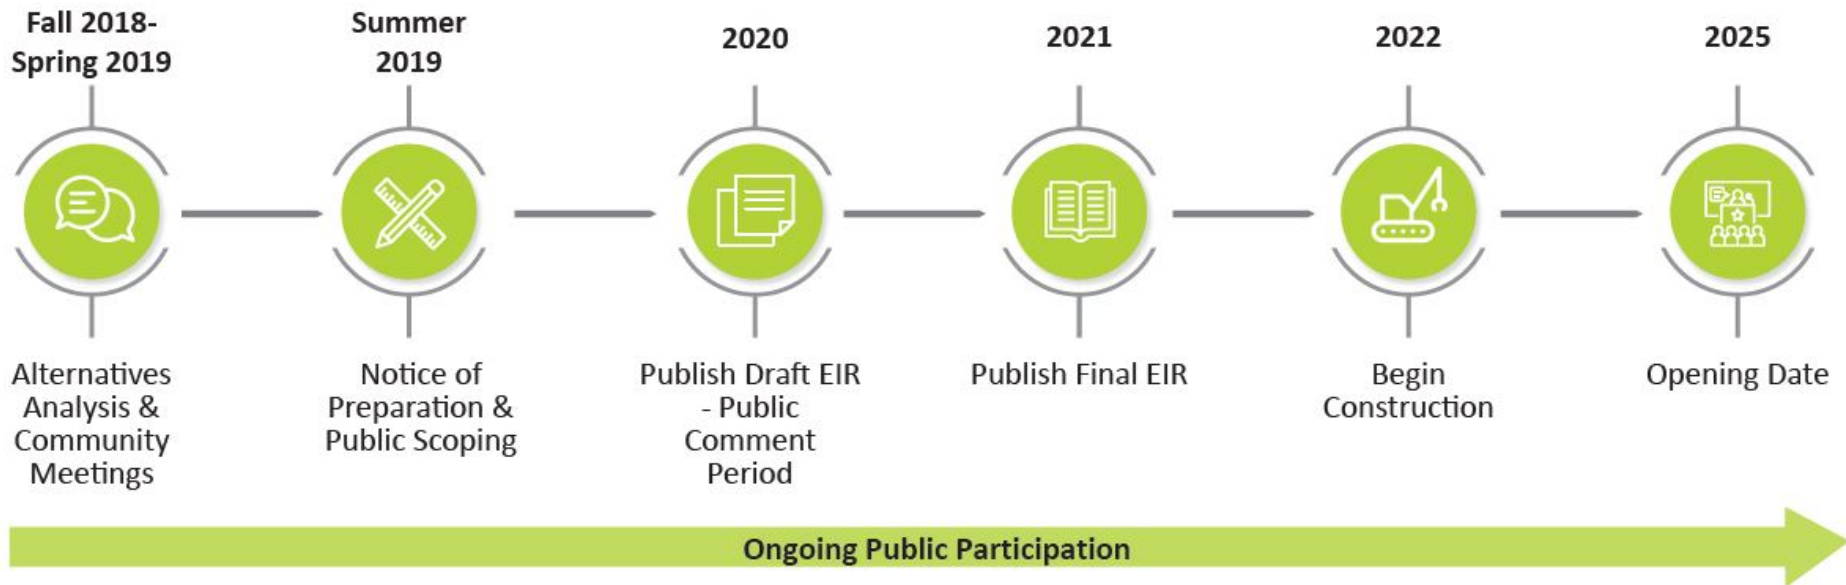 Fall 2018-
Spring 2019
Summer
2019
2020
2021
2022
2025
Alternatives
Analysis &
Community
Meetings
Notice of
Preparation &
Public Scoping
Publish Draft EIR
- Public
Comment
Period
Publish Final EIR
Begin
Construction
Opening Date
Ongoing Public Participation